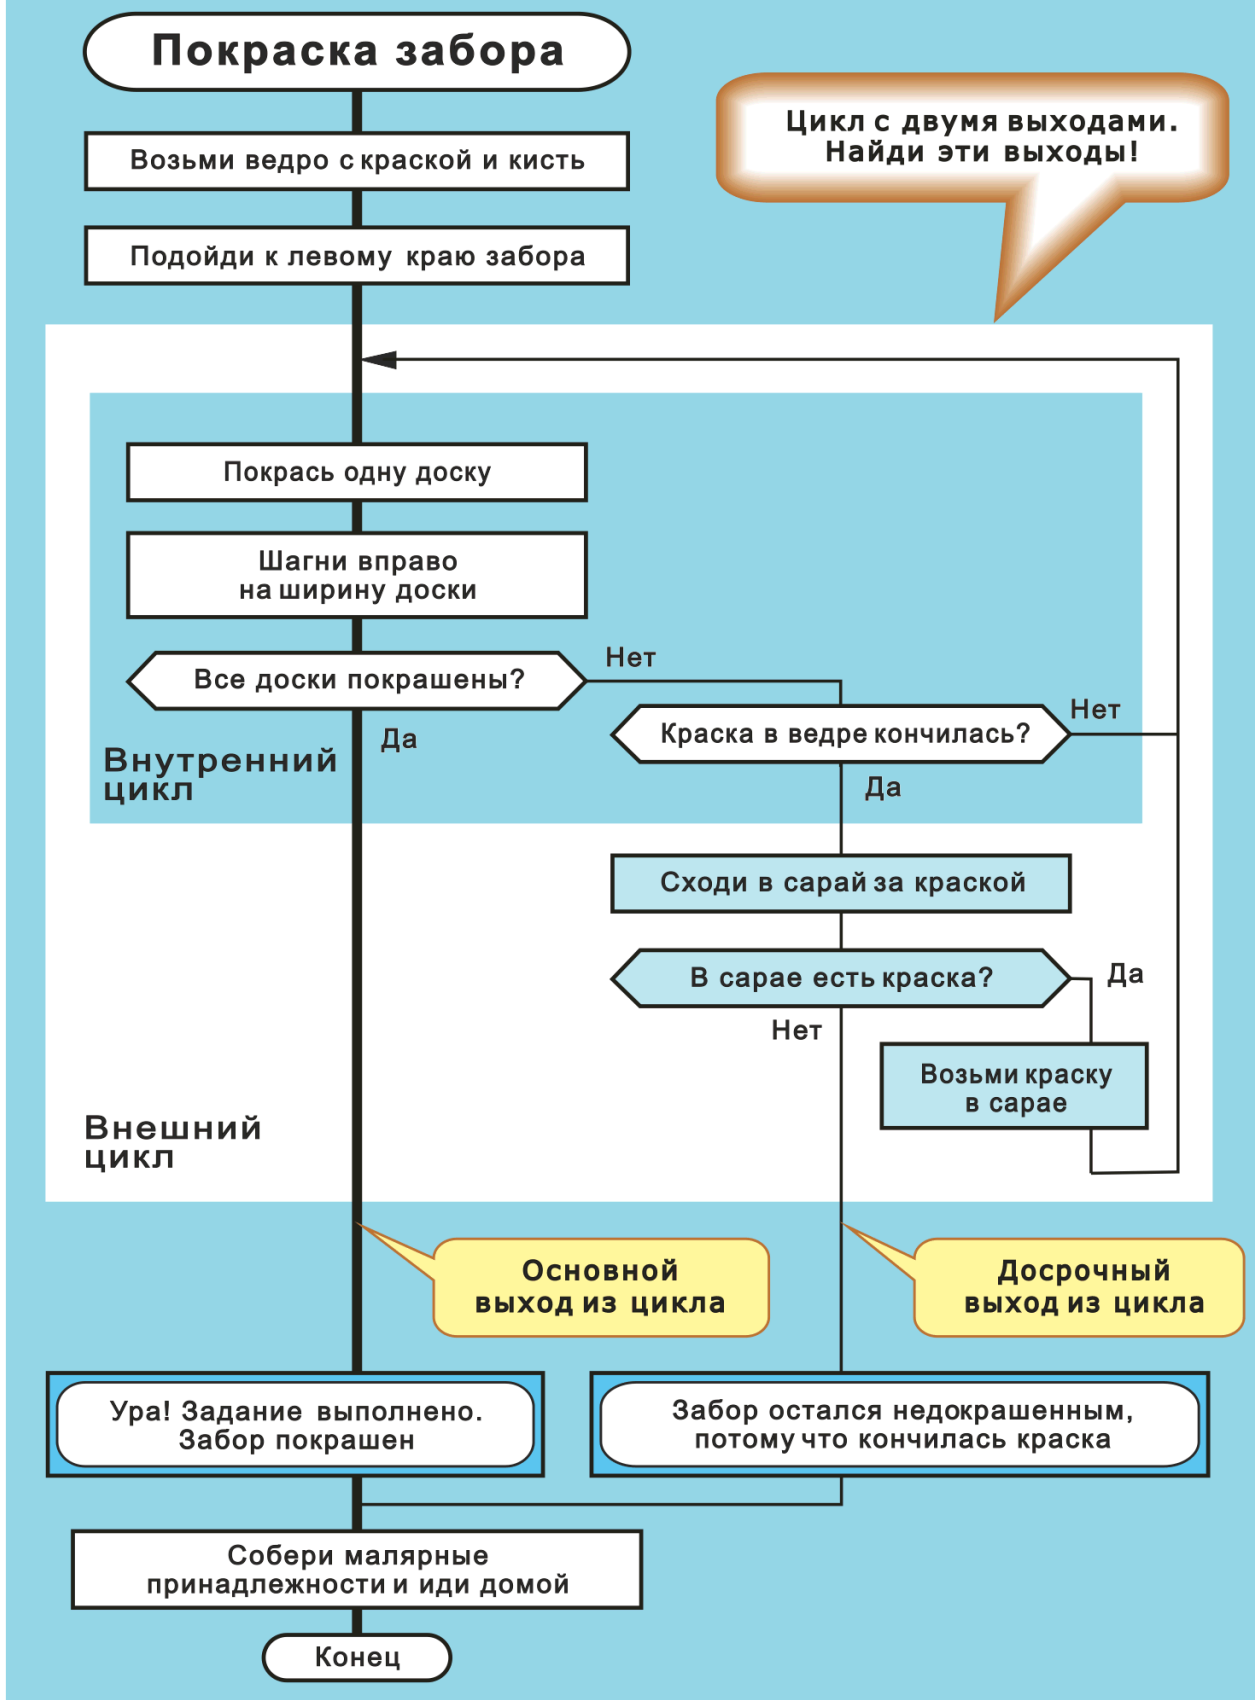 Покраска забора
Цикл с двумя выходами.
Найди эти выходы!
Возьми ведро с краской и кисть
Подойди к левому краю забора
Покрась одну доску
Шагни вправо
на ширину доски
Все доски покрашены?
Нет
Да
Краска в ведре кончилась?
Нет
Да
Внутренний
цикл
Сходи в сарай за краской
В сарае есть краска?
Да
Нет
Возьми краску
в сарае
Внешний
цикл
Основной
выход из цикла
Досрочный
выход из цикла
Ура! Задание выполнено.
Забор покрашен
Забор остался недокрашенным,
потому что кончилась краска
Собери малярные
принадлежности и иди домой
Конец